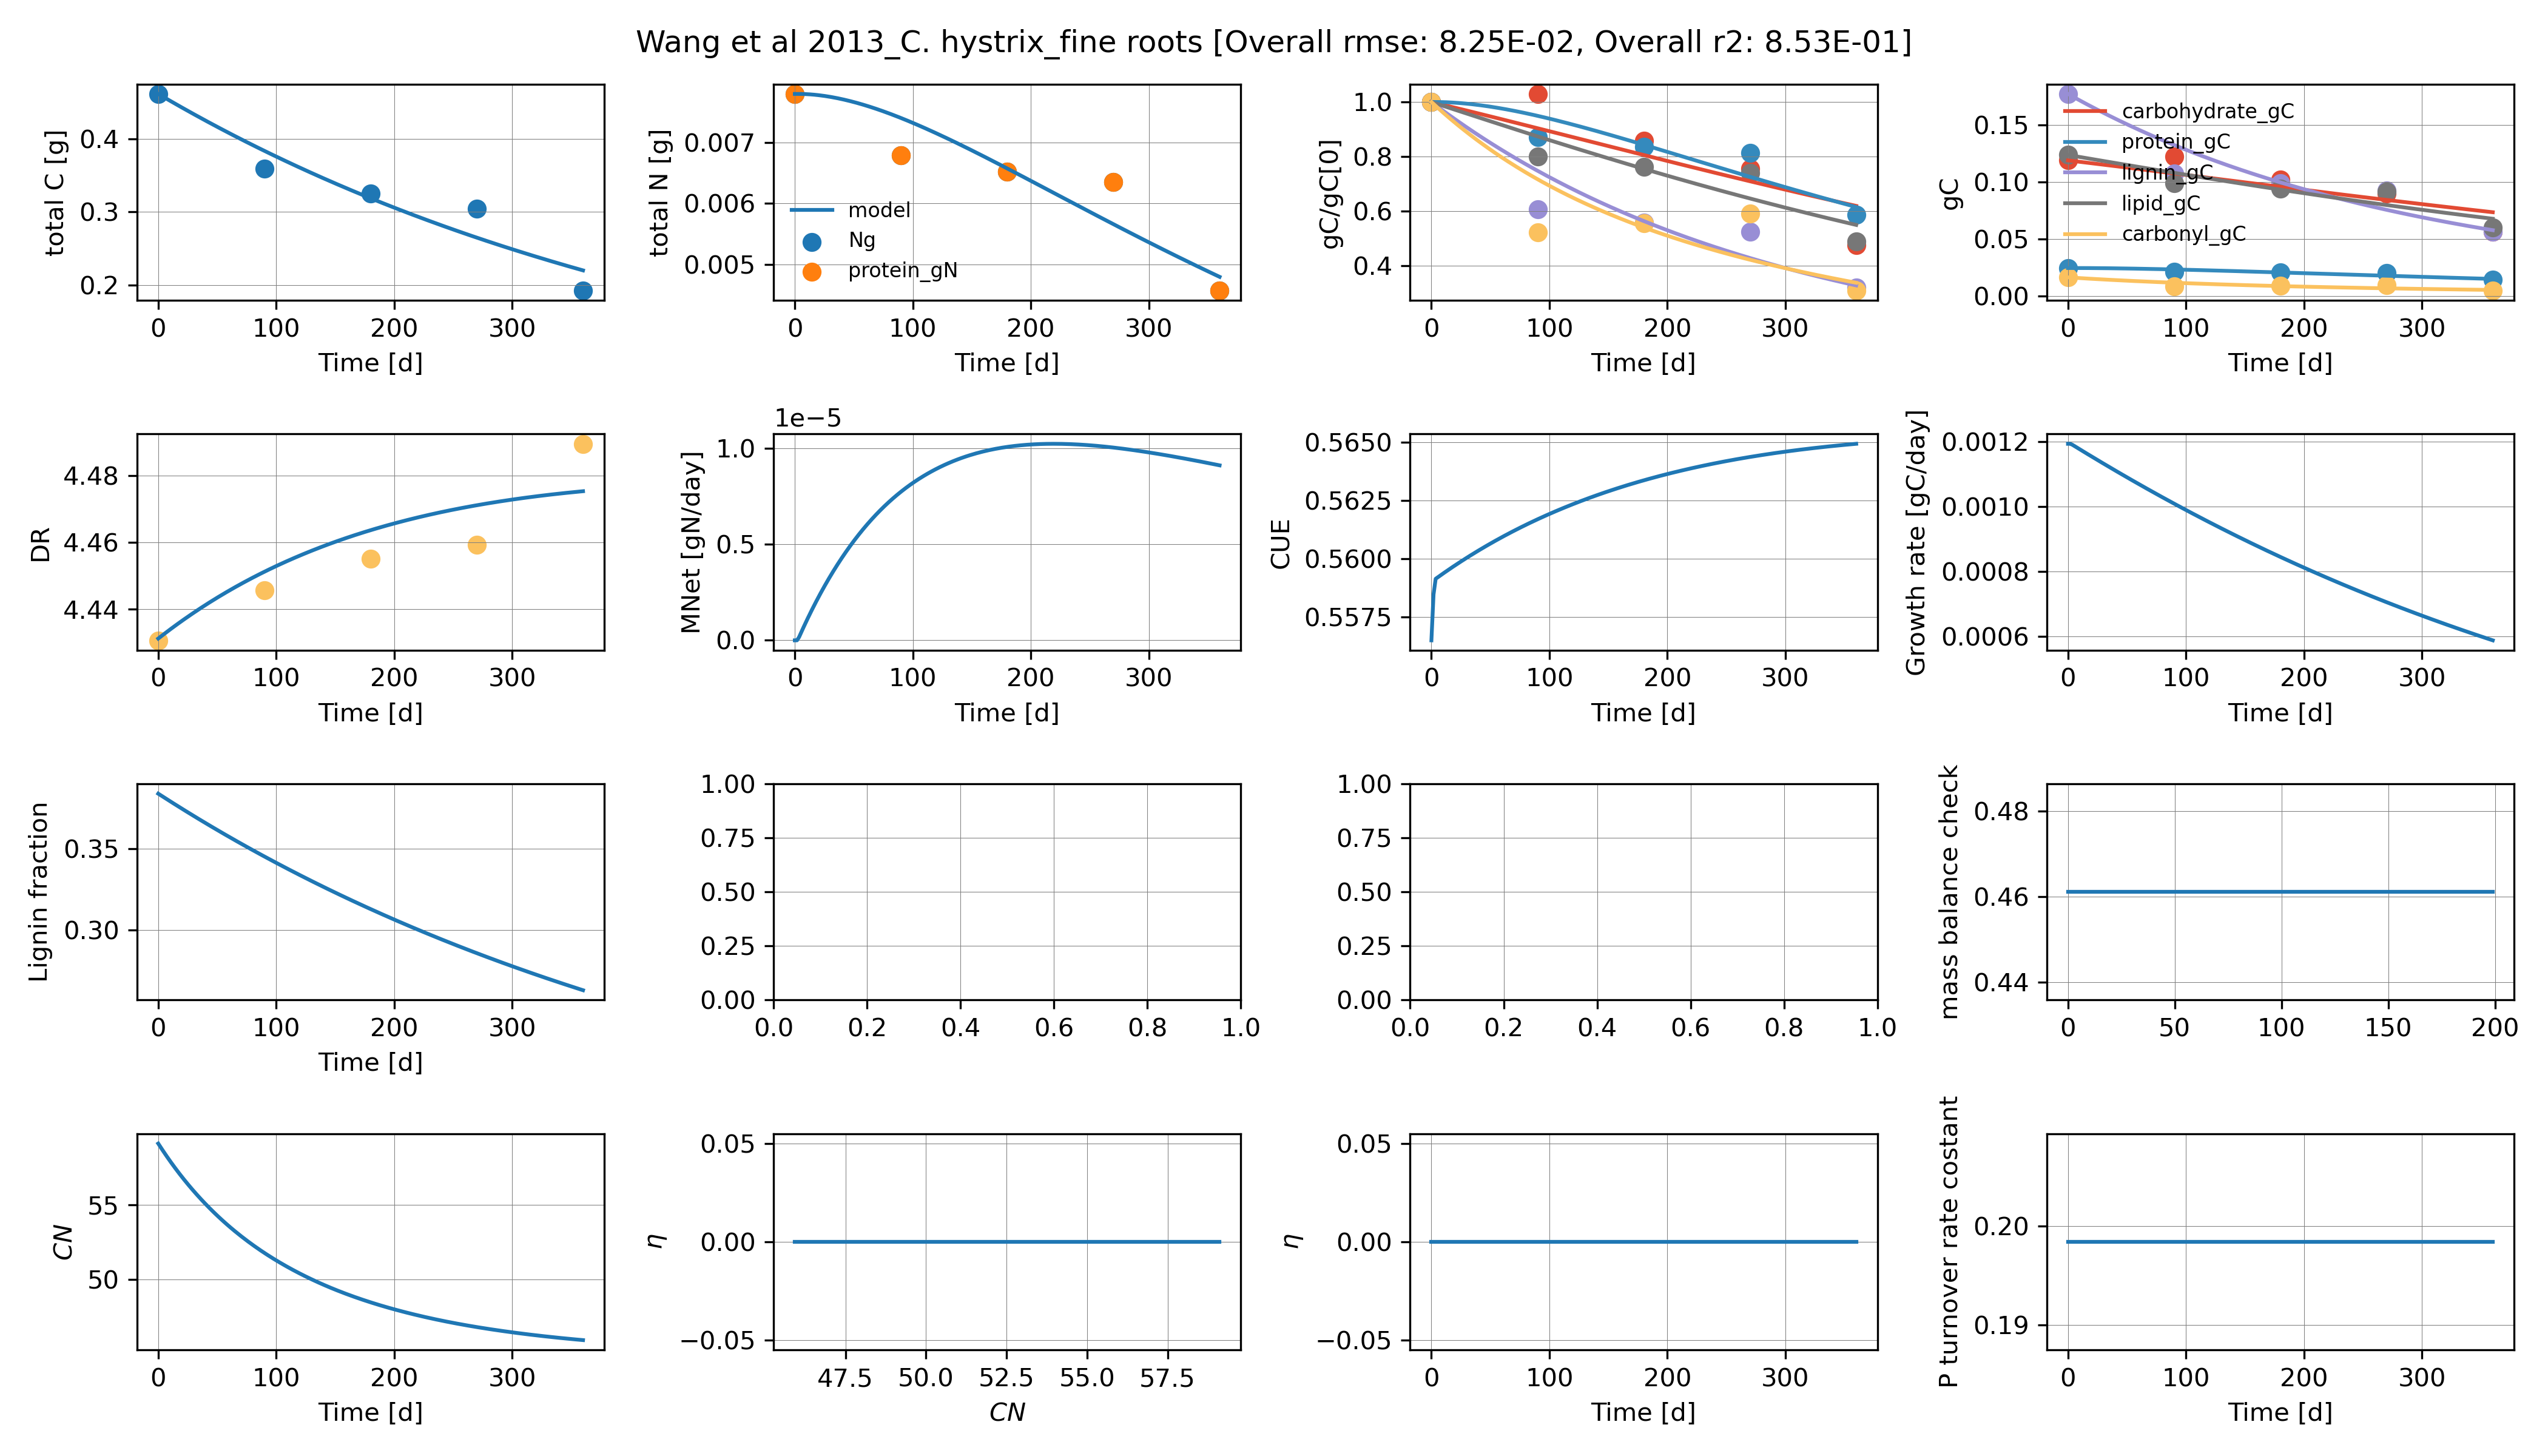 Wang et al 2013_C. hystrix_fine roots [Overall rmse: 8.25E-02, Overall r2: 8.53E-01]
total C [g]
0.4
0.3
0.2
0 100 200 300
Time [d]
total N [g]
0.007
0.006
0.005
model
Ng
protein_gN
0 100 200 300
Time [d]
gC/gC[0]
1.0
0.8
0.6
0.4
0 100 200 300
Time [d]
gC
0.15
0.10
0.05
0.00
carbohydrate_gC
protein_gC
lignin_gC
lipid_gC
carbonyl_gC
0 100 200 300
Time [d]
DR
4.48
4.46
4.44
0 100 200 300
Time [d]
1e−5
MNet [gN/day]
1.0
0.5
0.0
0 100 200 300
Time [d]
CUE
0.5650
0.5625
0.5600
0.5575
0 100 200 300
Time [d]
Growth rate [gC/day]
0.0012
0.0010
0.0008
0.0006
0 100 200 300
Time [d]
Lignin fraction
0.35
0.30
0 100 200 300
Time [d]
1.00
0.75
0.50
0.25
0.00
0.0 0.2 0.4 0.6 0.8 1.0
1.00
0.75
0.50
0.25
0.00
0.0 0.2 0.4 0.6 0.8 1.0
mass balance check
0.48
0.46
0.44
0 50 100 150 200
CN
55
50
0 100 200 300
Time [d]
η
0.05
0.00
−0.05
47.5 50.0 52.5 55.0 57.5
CN
η
0.05
0.00
−0.05
0 100 200 300
Time [d]
P turnover rate costant
0.20
0.19
0 100 200 300
Time [d]